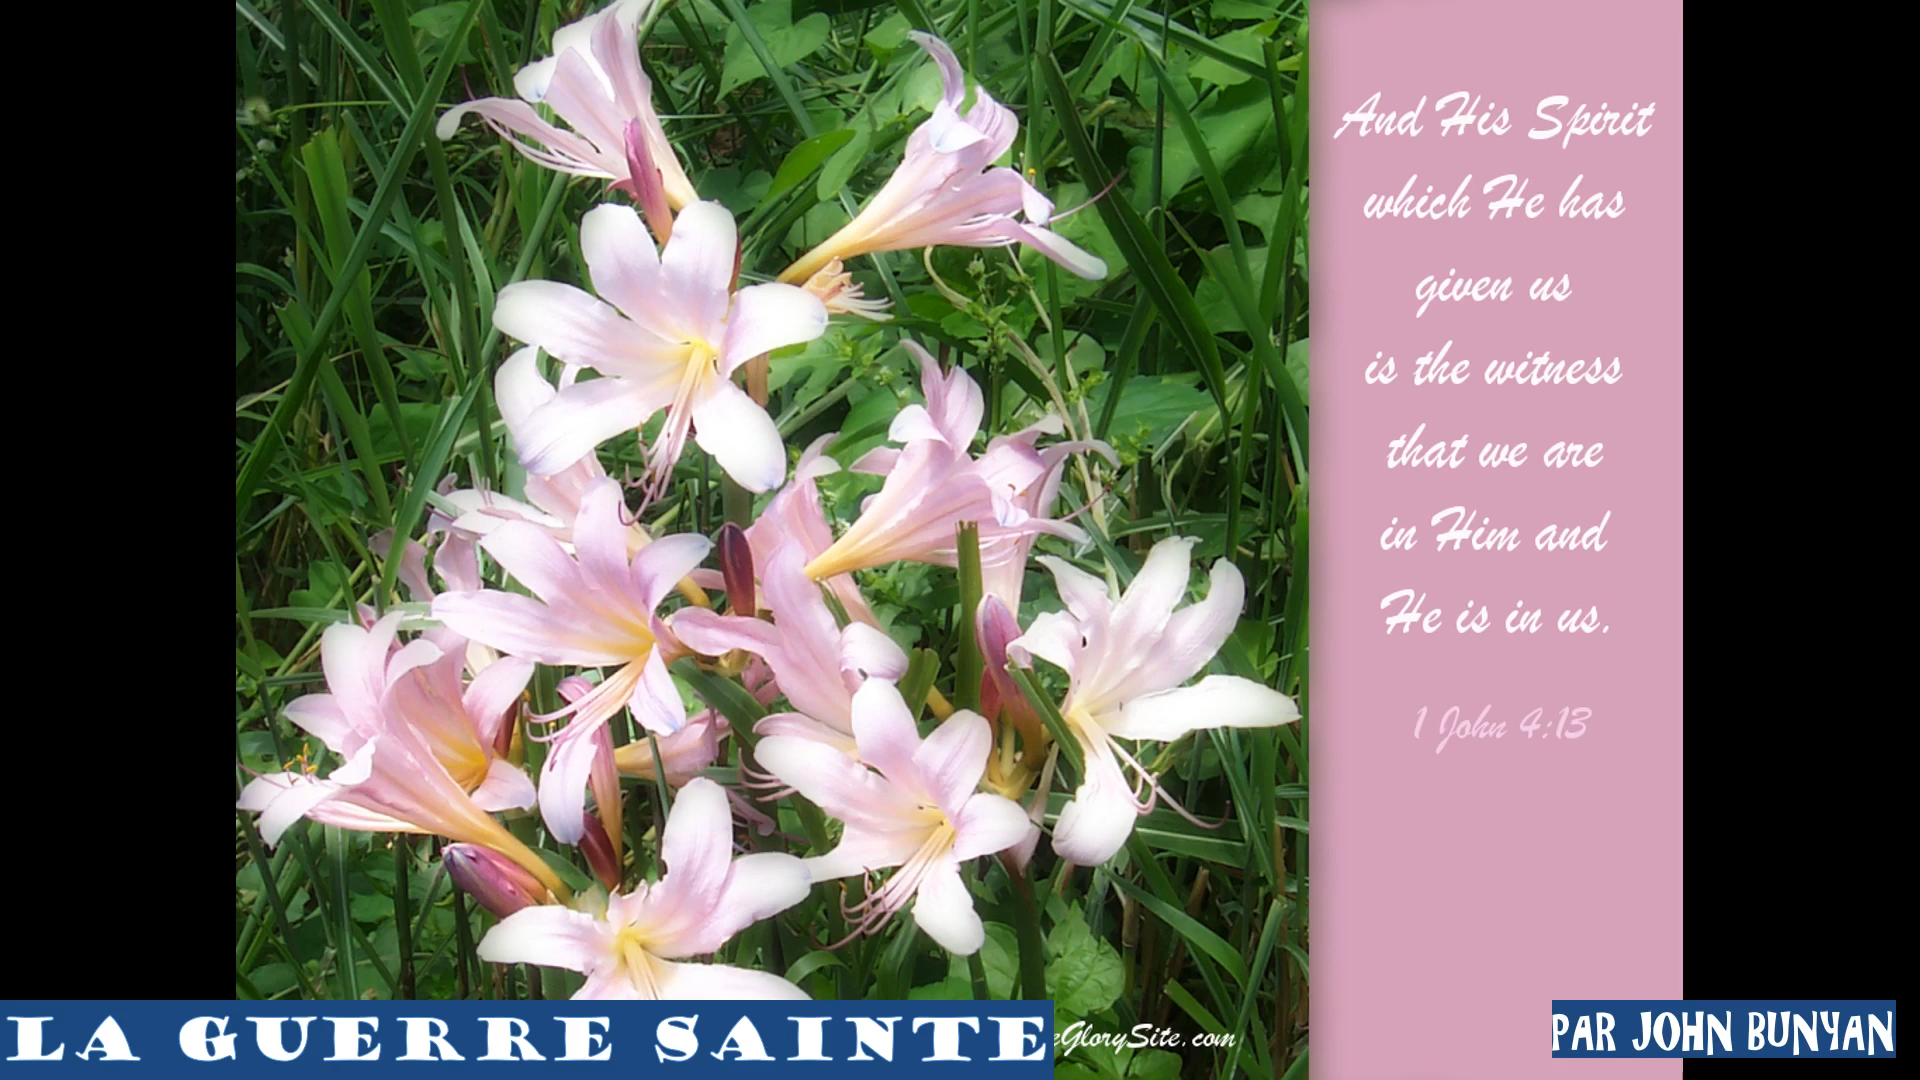 And His Spirit
which He has
given us
is the witness
that we are
in Him and
He is in us.
1 John 4:13
eGlorySite.com
LA GUERRE SAINTE
PAR JOHN BUNYAN